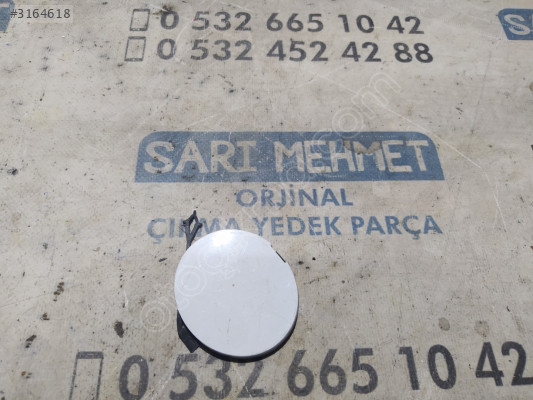 #3164618
0 532 665 10 42
0 532 452 42 88
SARI MEHMET
ORJİNAL
ÇIKMA YEDEK PARÇA
0 532 665 10 42